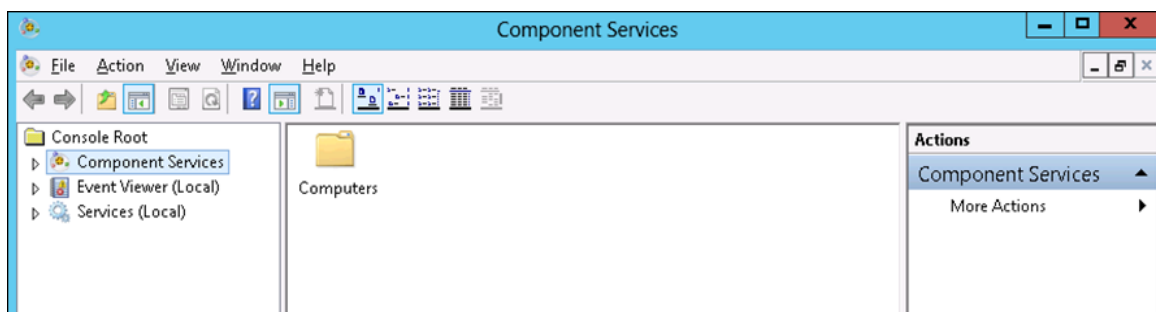 Component Services
File Action View Window Help
Console Root
Component Services
Event Viewer (Local)
Services (Local)
Computers
Actions
Component Services
More Actions